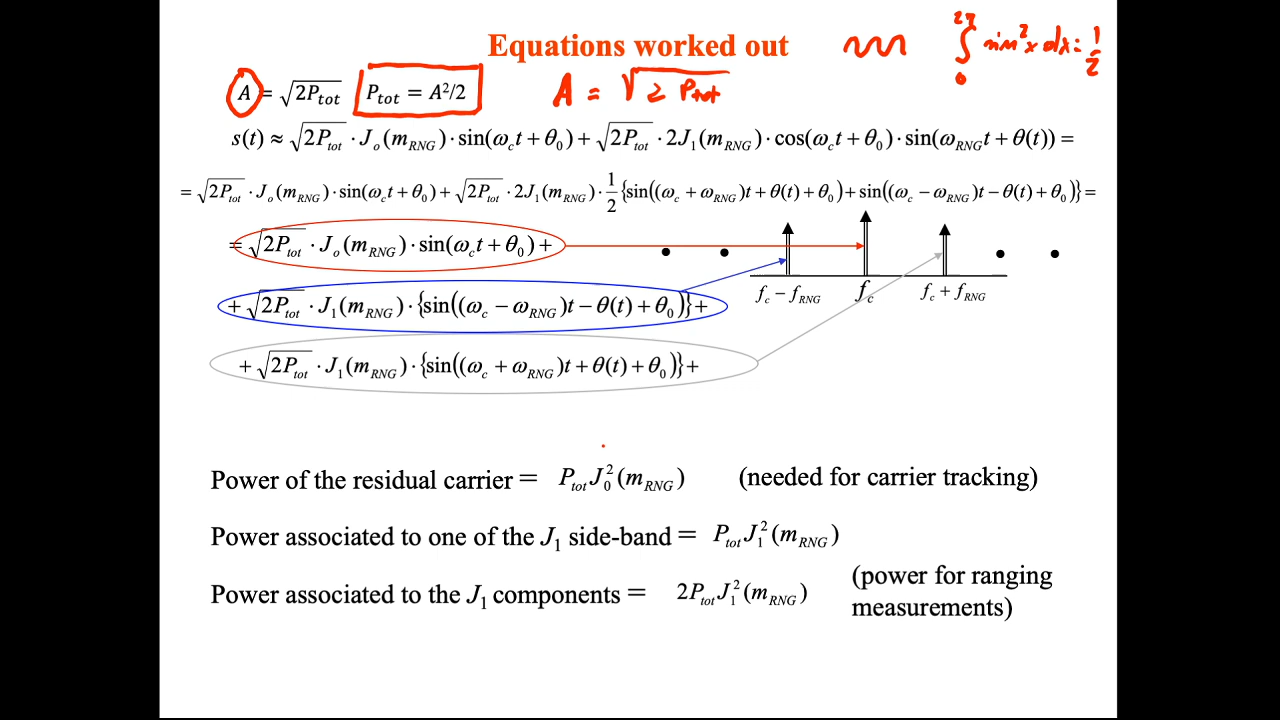 Equations worked out
∫₀^{2π} sin²x dx = 1/2
A = √(2P_tot) P_tot = A²/2 A = √(2 P_tot)
s(t) ≈ √(2P_tot) · J_o(m_RNG) · sin(ω_c t + θ_0) + √(2P_tot) · 2J_1(m_RNG) · cos(ω_c t + θ_0) · sin(ω_RNG t + θ(t)) =
= √(2P_tot) · J_o(m_RNG) · sin(ω_c t + θ_0) + √(2P_tot) · 2J_1(m_RNG) · 1/2 {sin((ω_c + ω_RNG)t + θ(t) + θ_0) + sin((ω_c − ω_RNG)t − θ(t) + θ_0)} =
= √(2P_tot) · J_o(m_RNG) · sin(ω_c t + θ_0) +
+ √(2P_tot) · J_1(m_RNG) · {sin((ω_c − ω_RNG)t − θ(t) + θ_0)} +
f_c − f_RNG f_c f_c + f_RNG
+ √(2P_tot) · J_1(m_RNG) · {sin((ω_c + ω_RNG)t + θ(t) + θ_0)} +
Power of the residual carrier = P_tot J_0²(m_RNG) (needed for carrier tracking)
Power associated to one of the J_1 side-band = P_tot J_1²(m_RNG)
Power associated to the J_1 components = 2P_tot J_1²(m_RNG) (power for ranging
measurements)